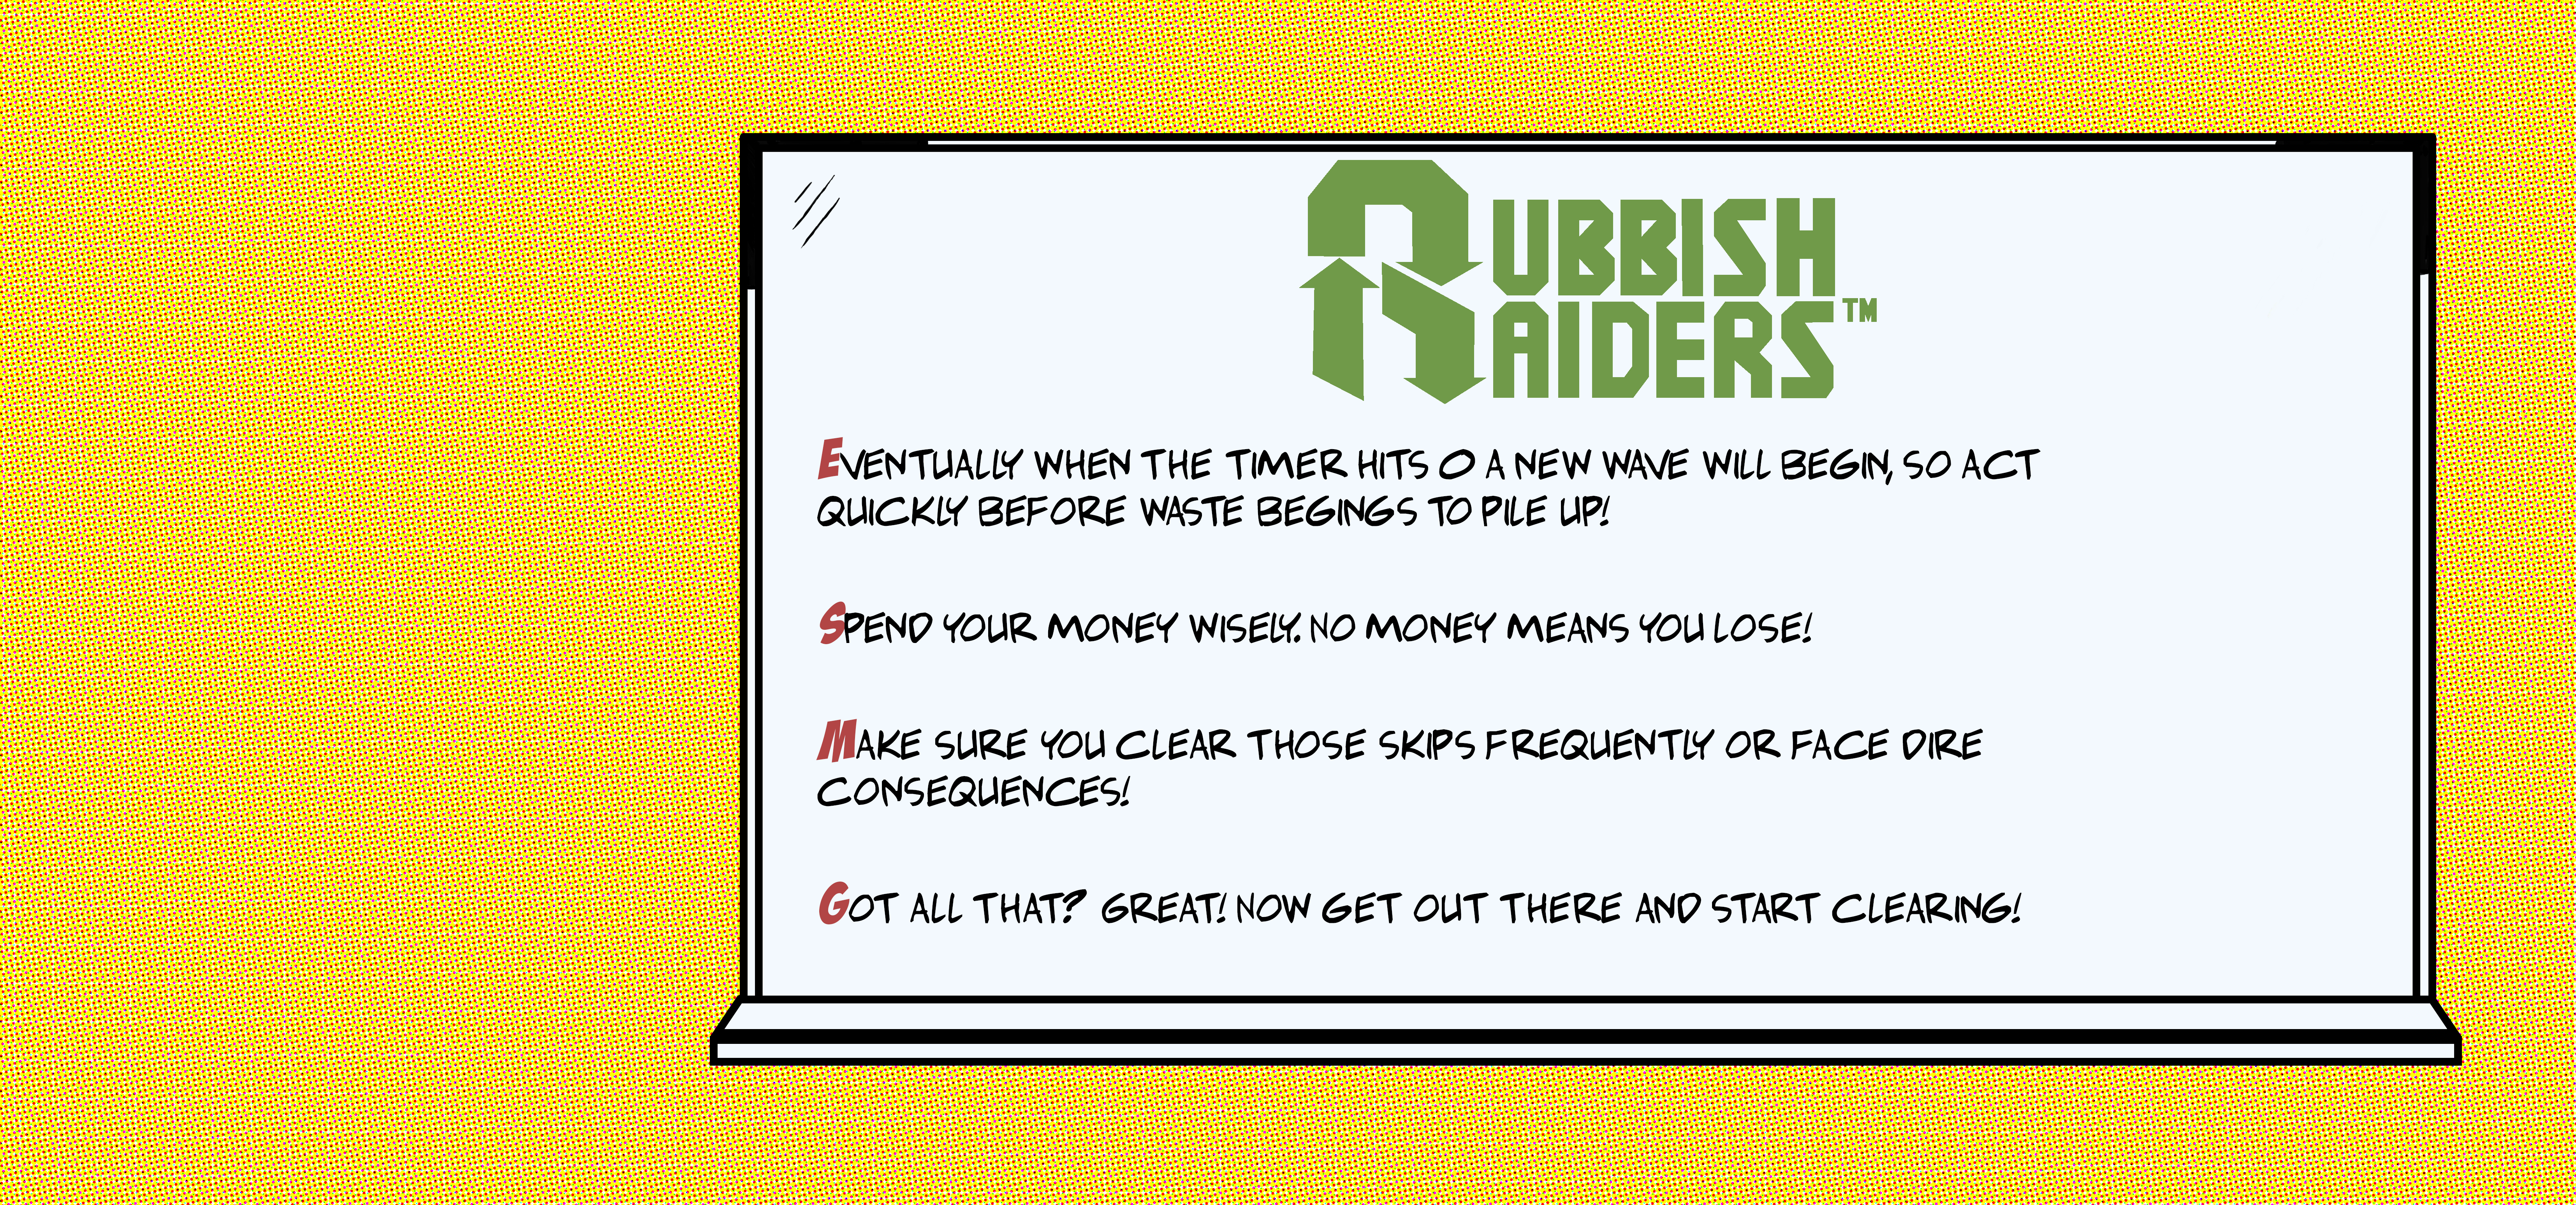 RUBBISH
RAIDERS™
EVENTUALLY WHEN THE TIMER HITS 0 A NEW WAVE WILL BEGIN, SO ACT
QUICKLY BEFORE WASTE BEGINGS TO PILE UP!
SPEND YOUR MONEY WISELY. NO MONEY MEANS YOU LOSE!
MAKE SURE YOU CLEAR THOSE SKIPS FREQUENTLY OR FACE DIRE
CONSEQUENCES!
GOT ALL THAT? GREAT! NOW GET OUT THERE AND START CLEARING!